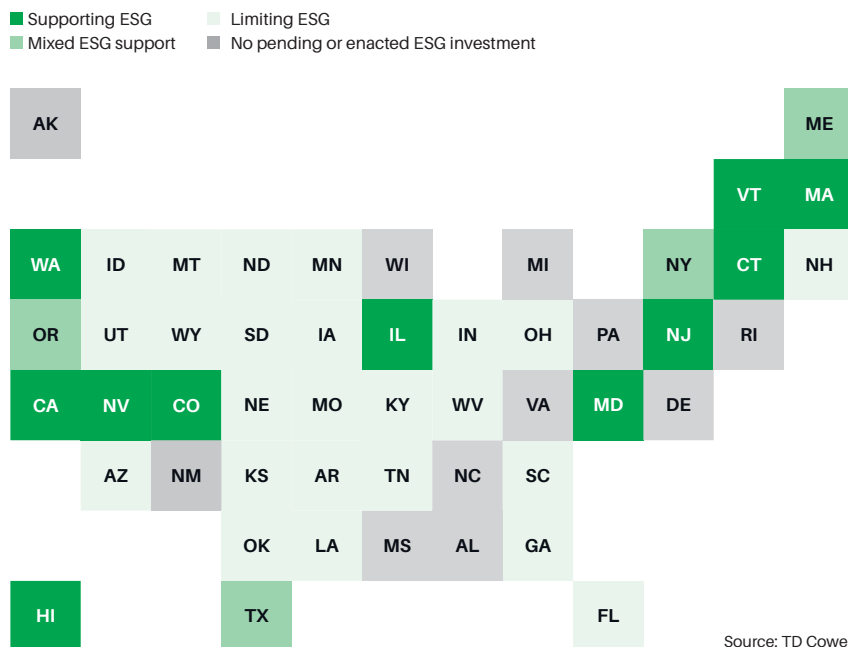 Supporting ESG Limiting ESG
Mixed ESG support No pending or enacted ESG investment
AK ME
VT MA
WA ID MT ND MN WI MI NY CT NH
OR UT WY SD IA IL IN OH PA NJ RI
CA NV CO NE MO KY WV VA MD DE
AZ NM KS AR TN NC SC
OK LA MS AL GA
HI TX FL
Source: TD Cowe